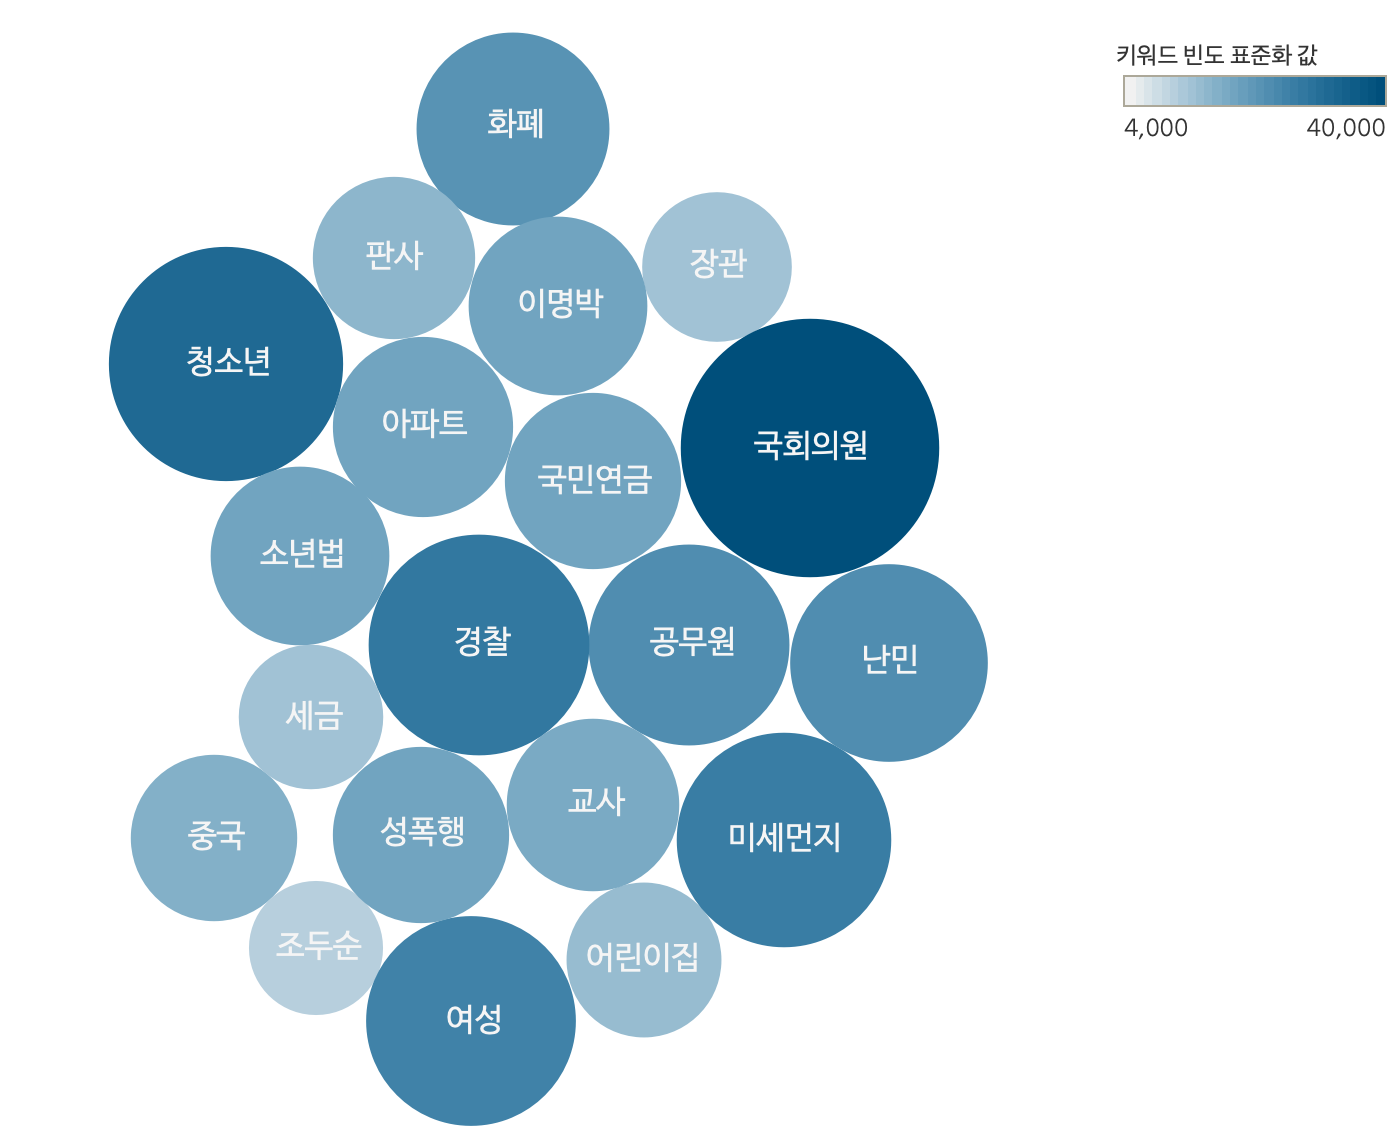 키워드 빈도 표준화 값
4,000 40,000
화폐
판사
장관
이명박
청소년
아파트
국회의원
국민연금
소년법
경찰
공무원
난민
세금
교사
성폭행
중국
미세먼지
조두순
어린이집
여성